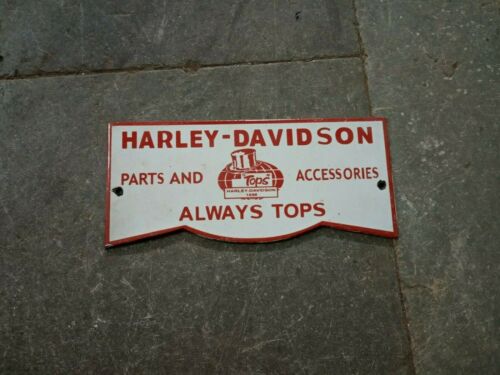 HARLEY-DAVIDSON
PARTS AND
Tops
HARLEY-DAVIDSON
ACCESSORIES
ALWAYS TOPS